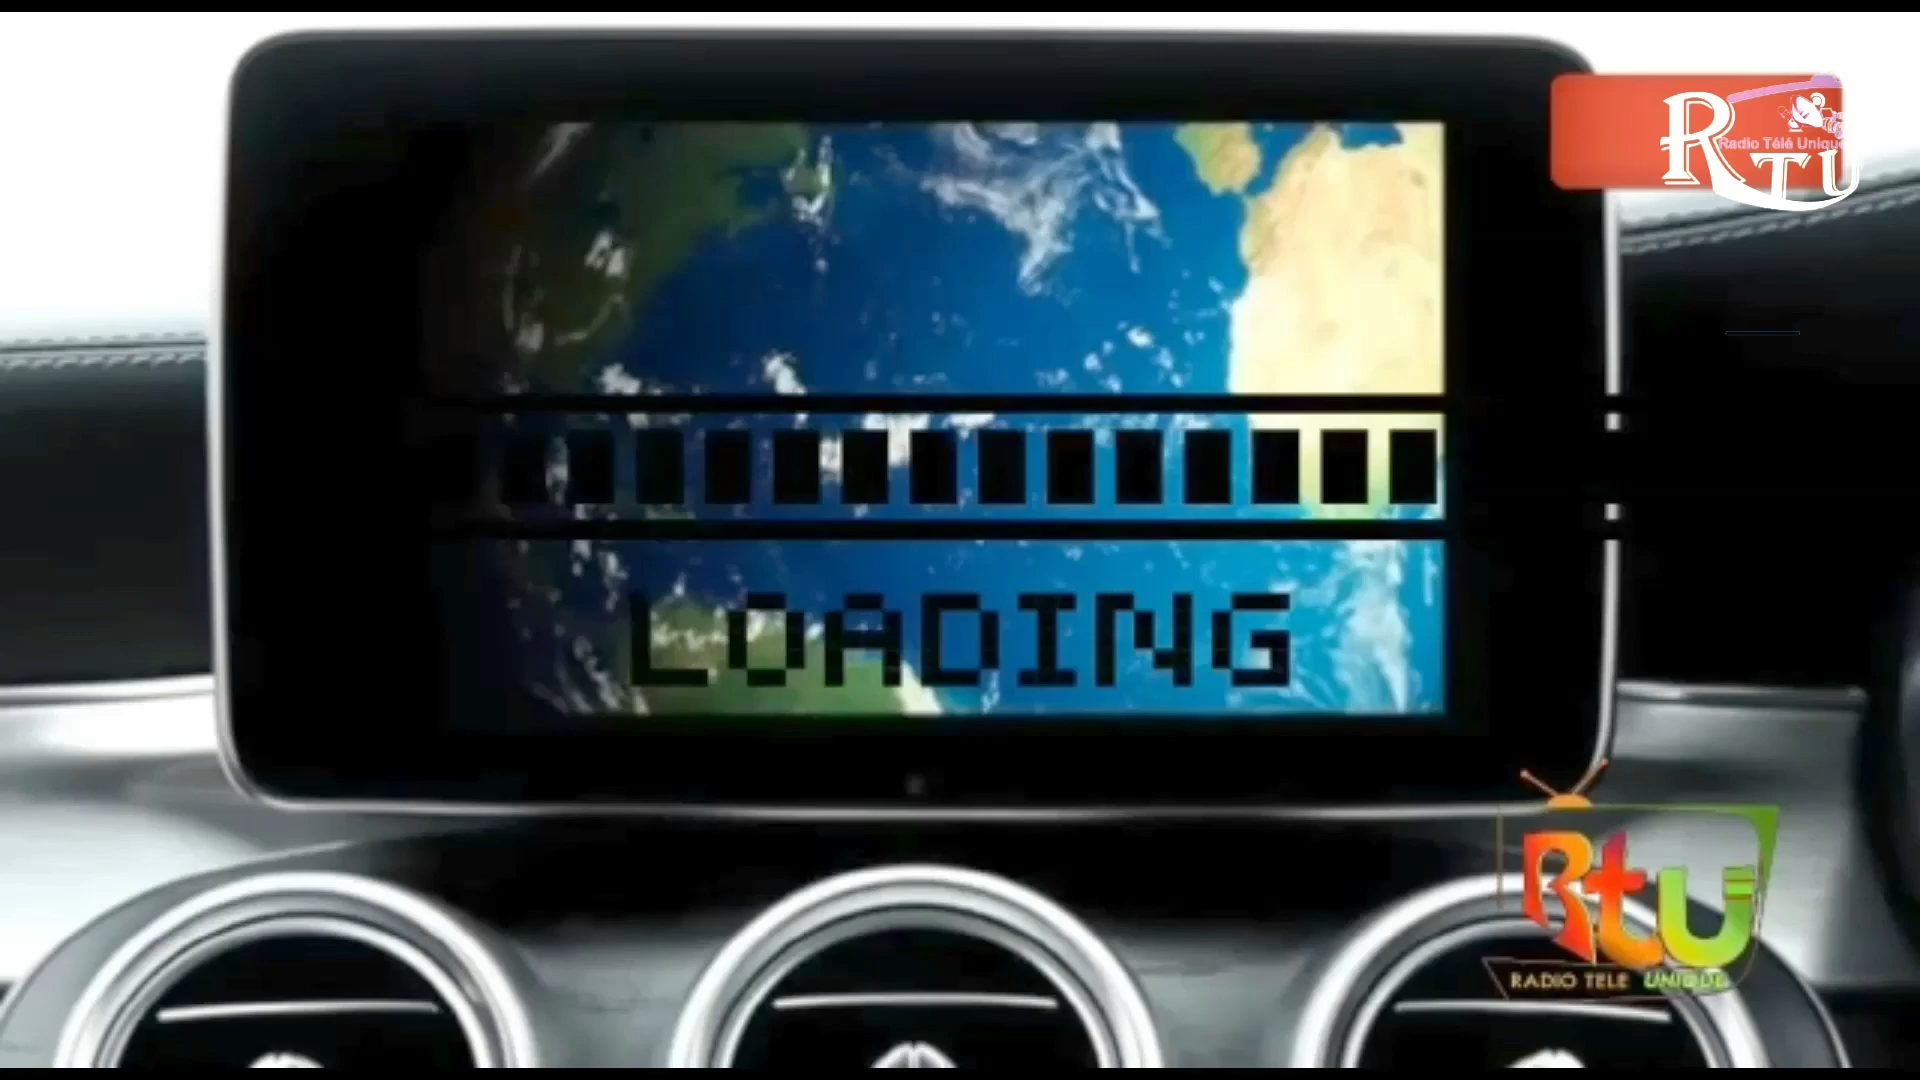 RTU
Radio Télé Unique
LOADING
RtU
RADIO TELE UNIQUE